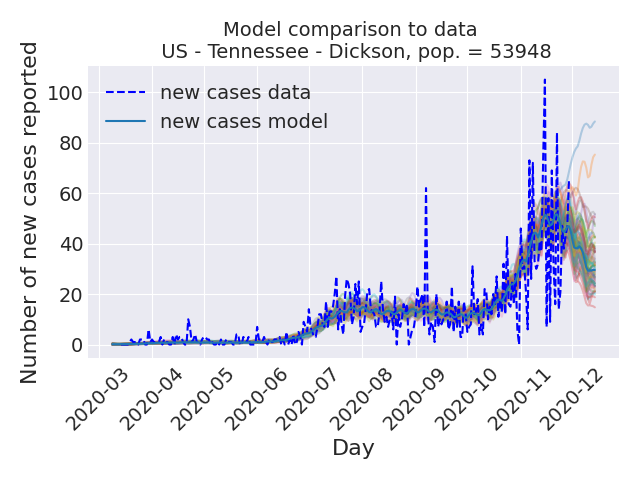 Model comparison to data
US - Tennessee - Dickson, pop. = 53948
Number of new cases reported
100
80
60
40
20
0
new cases data
new cases model
2020-03
2020-04
2020-05
2020-06
2020-07
2020-08
2020-09
2020-10
2020-11
2020-12
Day